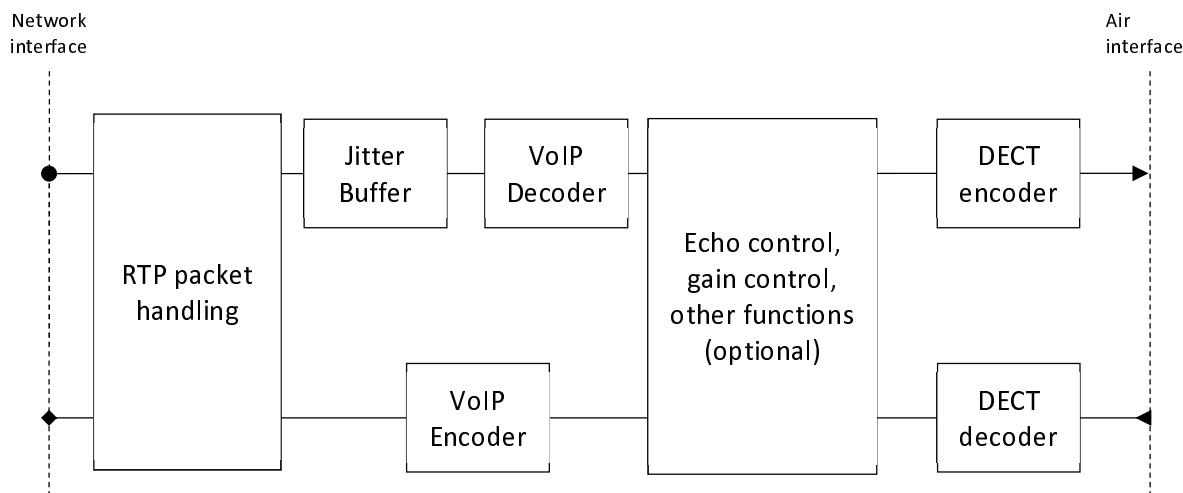 Network
interface
Air
interface
RTP packet
handling
Jitter
Buffer
VoIP
Decoder
Echo control,
gain control,
other functions
(optional)
DECT
encoder
VoIP
Encoder
DECT
decoder